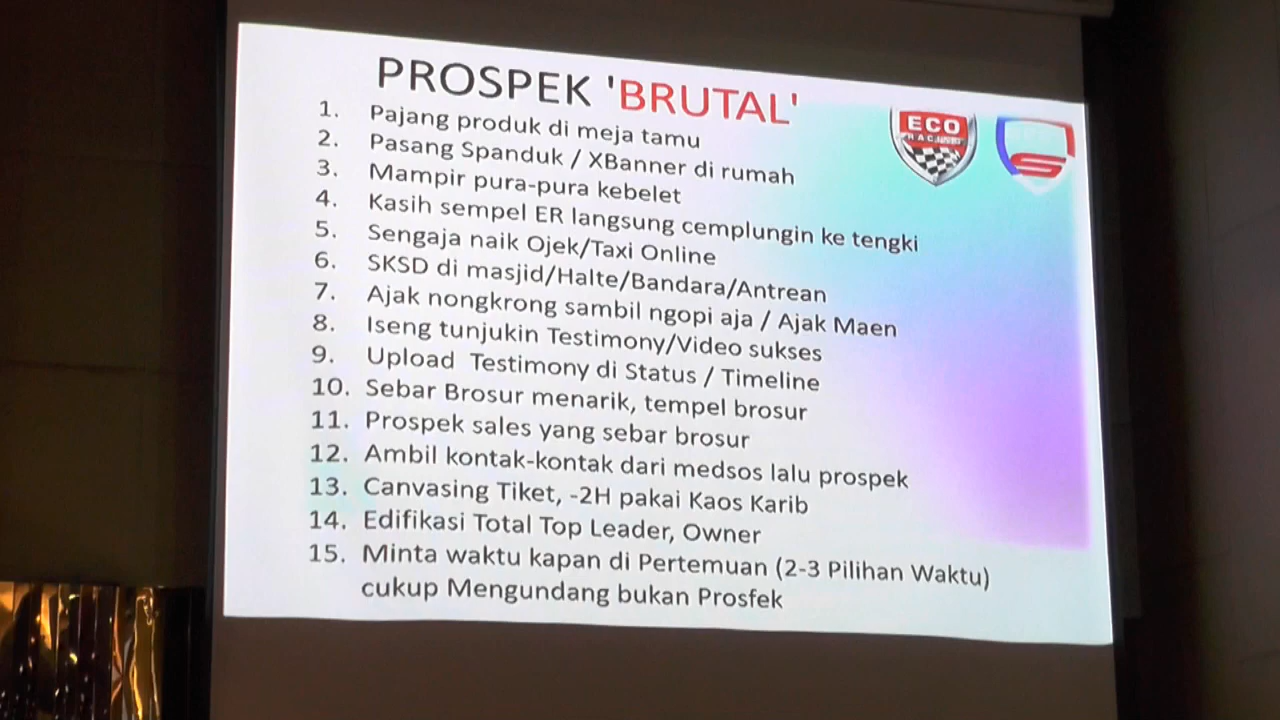 PROSPEK 'BRUTAL'
ECO
RACING
S
1. Pajang produk di meja tamu
2. Pasang Spanduk / XBanner di rumah
3. Mampir pura-pura kebelet
4. Kasih sempel ER langsung cemplungin ke tengki
5. Sengaja naik Ojek/Taxi Online
6. SKSD di masjid/Halte/Bandara/Antrean
7. Ajak nongkrong sambil ngopi aja / Ajak Maen
8. Iseng tunjukin Testimony/Video sukses
9. Upload Testimony di Status / Timeline
10. Sebar Brosur menarik, tempel brosur
11. Prospek sales yang sebar brosur
12. Ambil kontak-kontak dari medsos lalu prospek
13. Canvasing Tiket, -2H pakai Kaos Karib
14. Edifikasi Total Top Leader, Owner
15. Minta waktu kapan di Pertemuan (2-3 Pilihan Waktu)
cukup Mengundang bukan Prosfek